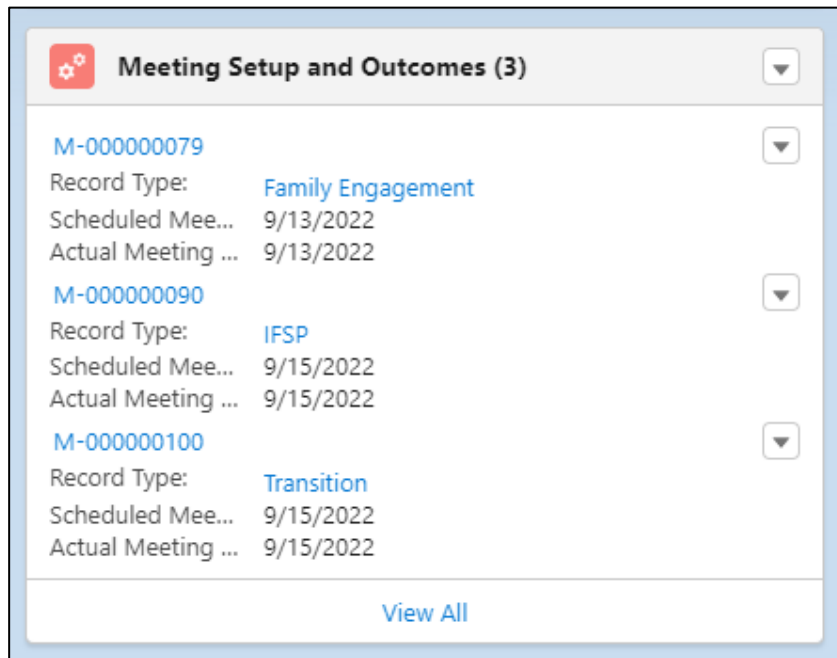 Meeting Setup and Outcomes (3)
M-000000079
Record Type: Family Engagement
Scheduled Mee... 9/13/2022
Actual Meeting ... 9/13/2022
M-000000090
Record Type: IFSP
Scheduled Mee... 9/15/2022
Actual Meeting ... 9/15/2022
M-000000100
Record Type: Transition
Scheduled Mee... 9/15/2022
Actual Meeting ... 9/15/2022
View All